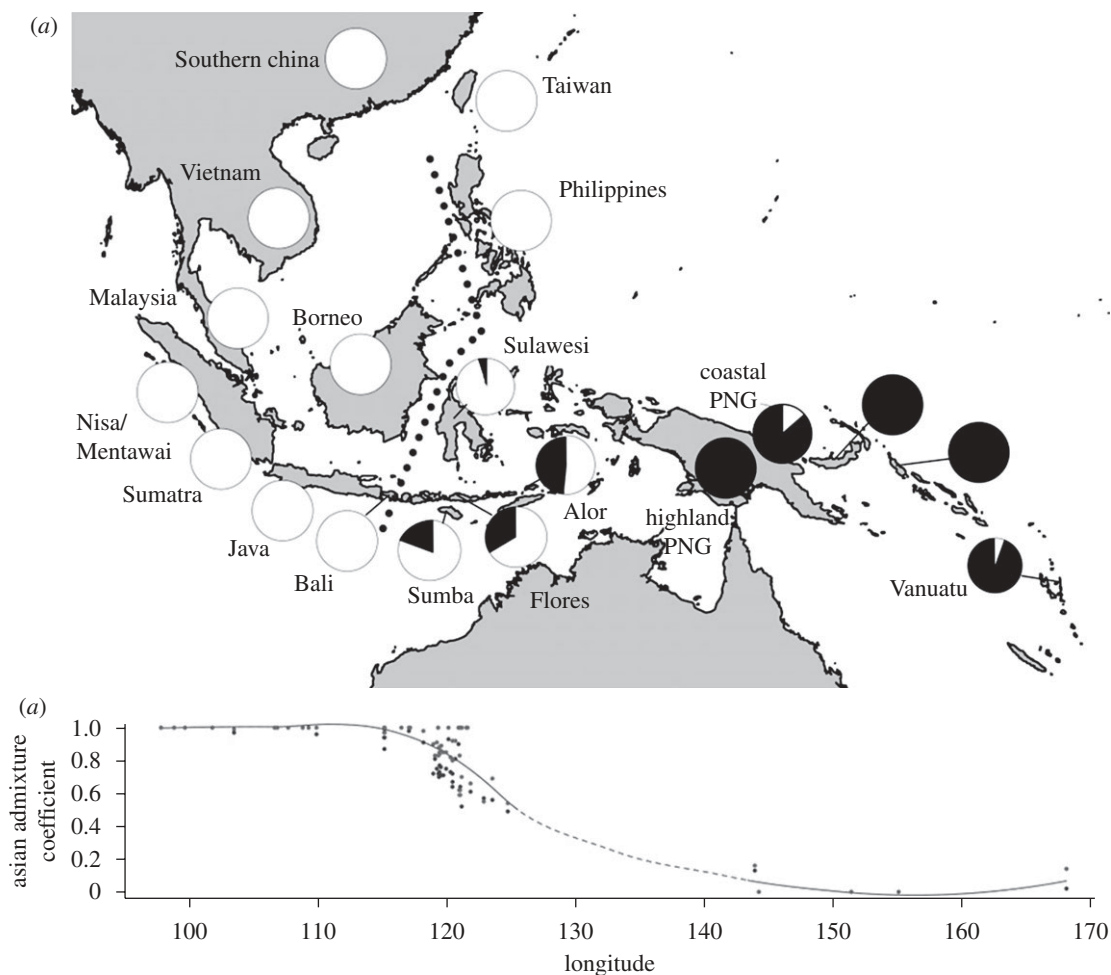 (a)
Southern china
Taiwan
Vietnam
Philippines
Malaysia
Borneo
Sulawesi
coastal
PNG
Nisa/
Mentawai
Sumatra
Alor
highland
PNG
Java
Bali
Sumba
Flores
Vanuatu
(a)
1.0
0.8
0.6
0.4
0.2
0
asian admixture
coefficient
100 110 120 130 140 150 160 170
longitude